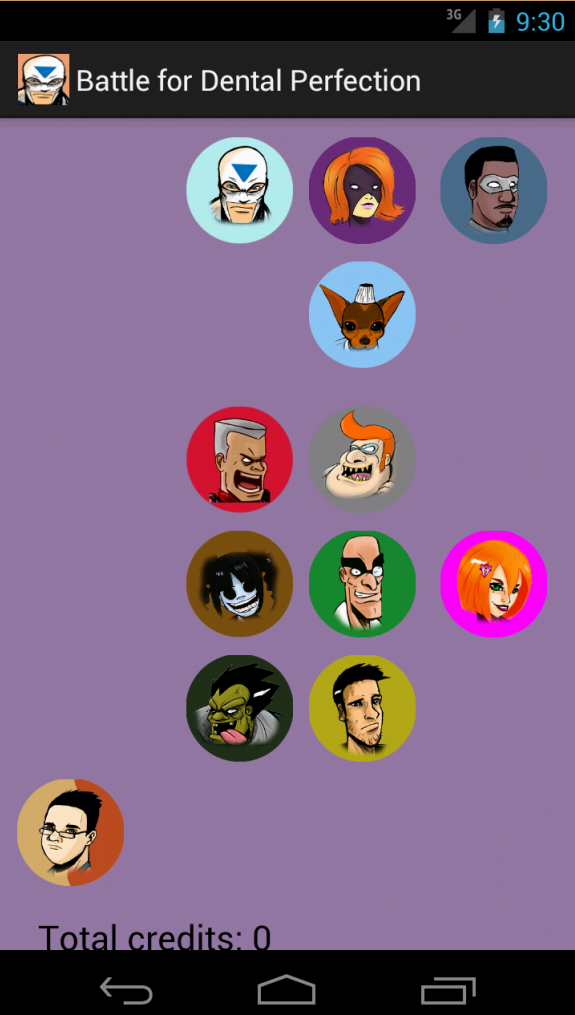 3G 9:30
Battle for Dental Perfection
Total credits: 0